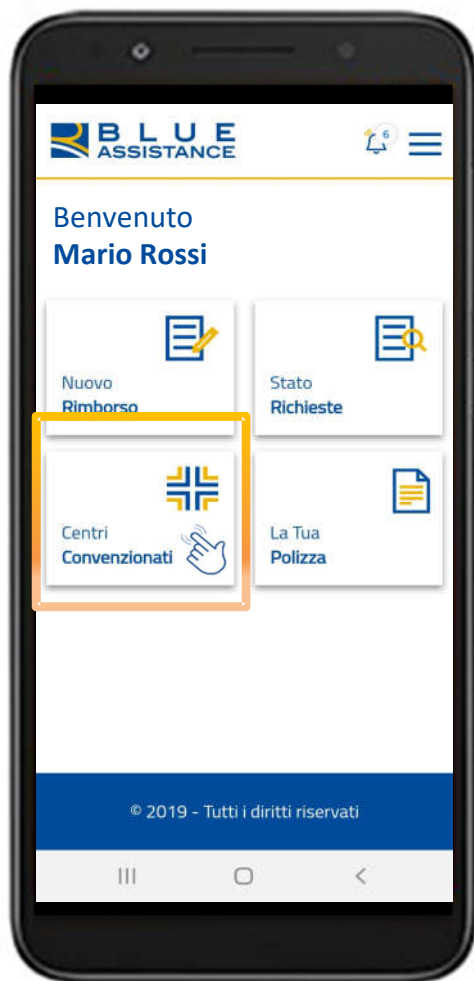 BLUE
ASSISTANCE
6
Benvenuto
Mario Rossi
Nuovo
Rimborso
Stato
Richieste
Centri
Convenzionati
La Tua
Polizza
© 2019 - Tutti i diritti riservati